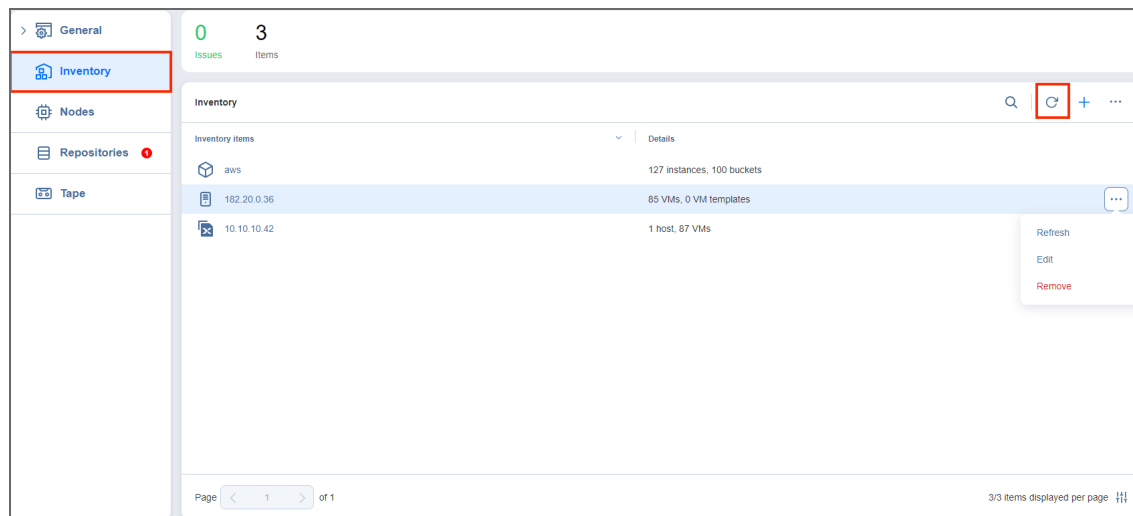 General
Inventory
Nodes
Repositories 1
Tape
0 3
Issues Items
Inventory
Inventory items Details
aws 127 instances, 100 buckets
182.20.0.36 85 VMs, 0 VM templates
10.10.10.42 1 host, 87 VMs
Refresh
Edit
Remove
Page 1 of 1 3/3 items displayed per page